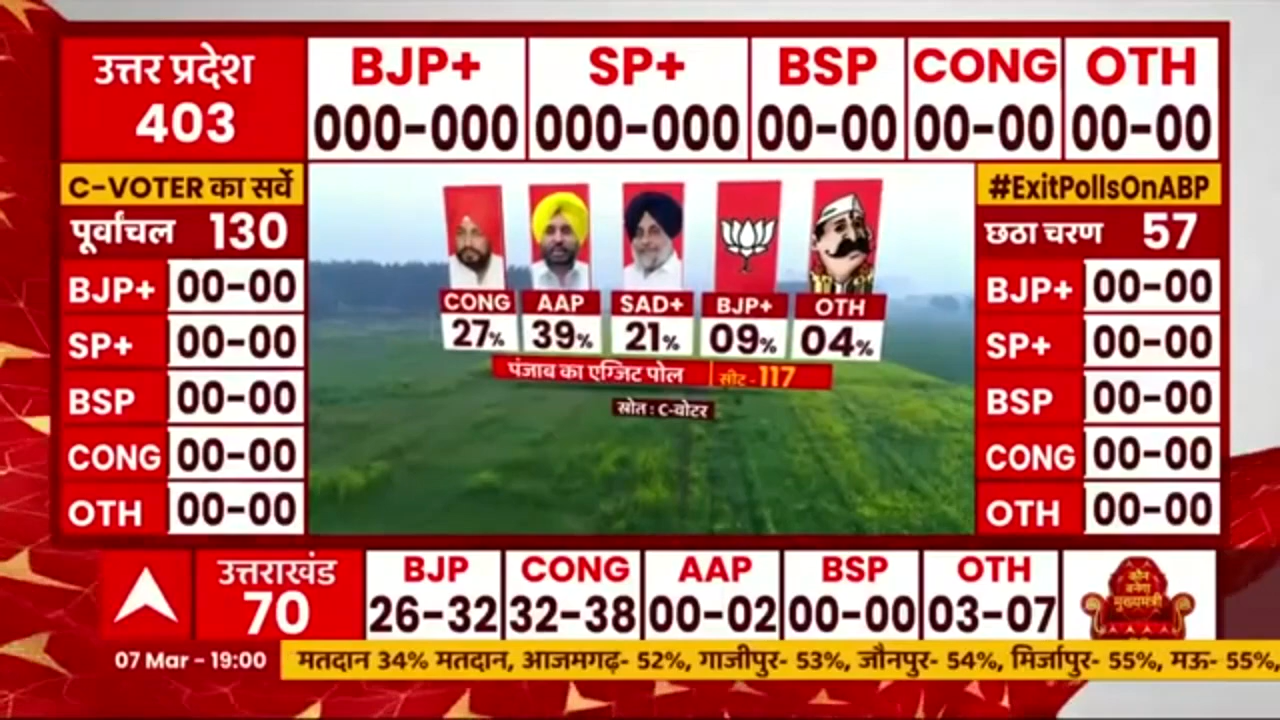 उत्तर प्रदेश
403
BJP+ SP+ BSP CONG OTH
000-000 000-000 00-00 00-00 00-00
C-VOTER का सर्वे
पूर्वांचल 130
BJP+ 00-00
SP+ 00-00
BSP 00-00
CONG 00-00
OTH 00-00
CONG AAP SAD+ BJP+ OTH
27% 39% 21% 09% 04%
पंजाब का एग्जिट पोल सीट - 117
स्रोत : C-वोटर
#ExitPollsOnABP
छठा चरण 57
BJP+ 00-00
SP+ 00-00
BSP 00-00
CONG 00-00
OTH 00-00
उत्तराखंड
70
BJP CONG AAP BSP OTH
26-32 32-38 00-02 00-00 03-07
कौन
बनेगा
मुख्यमंत्री
07 Mar - 19:00
मतदान 34% मतदान, आजमगढ़- 52%, गाजीपुर- 53%, जौनपुर- 54%, मिर्जापुर- 55%, मऊ- 55%,